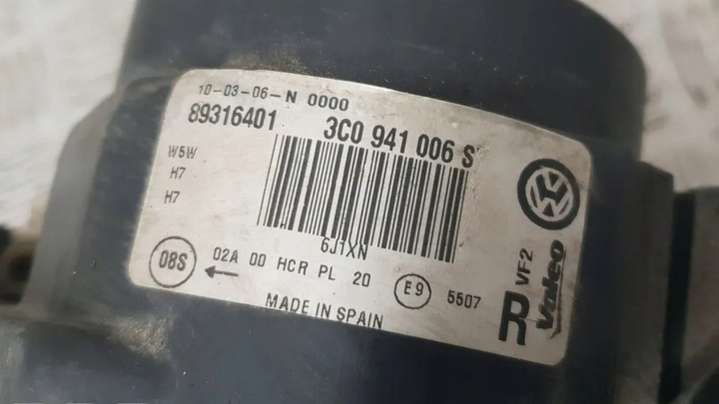 10-03-06-N 0000
89316401 3C0 941 006 S
W5W
H7
H7
6J1XN
08S
02A 00 HCR PL 20
E9 5507
MADE IN SPAIN
R
VF2
Valeo